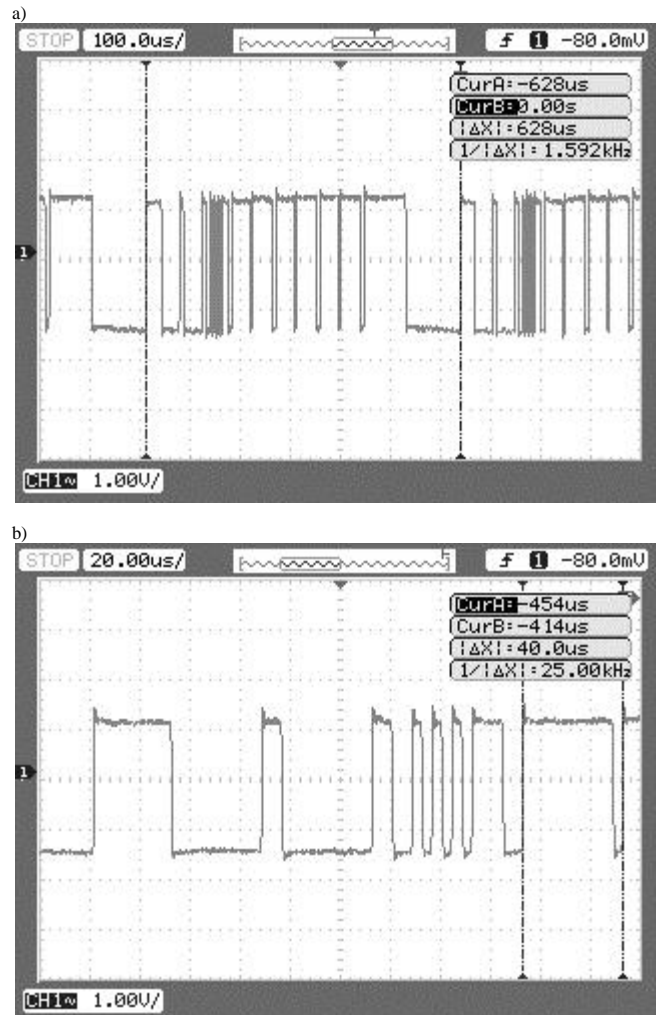 a)
STOP 100.0us/ ƒ 1 -80.0mV
CurA:-628us
CurB:0.00s
|ΔX|:628us
1/|ΔX|:1.592kHz
1
CH1~ 1.00V/
b)
STOP 20.00us/ ƒ 1 -80.0mV
CurA:-454us
CurB:-414us
|ΔX|:40.0us
1/|ΔX|:25.00kHz
1
CH1~ 1.00V/